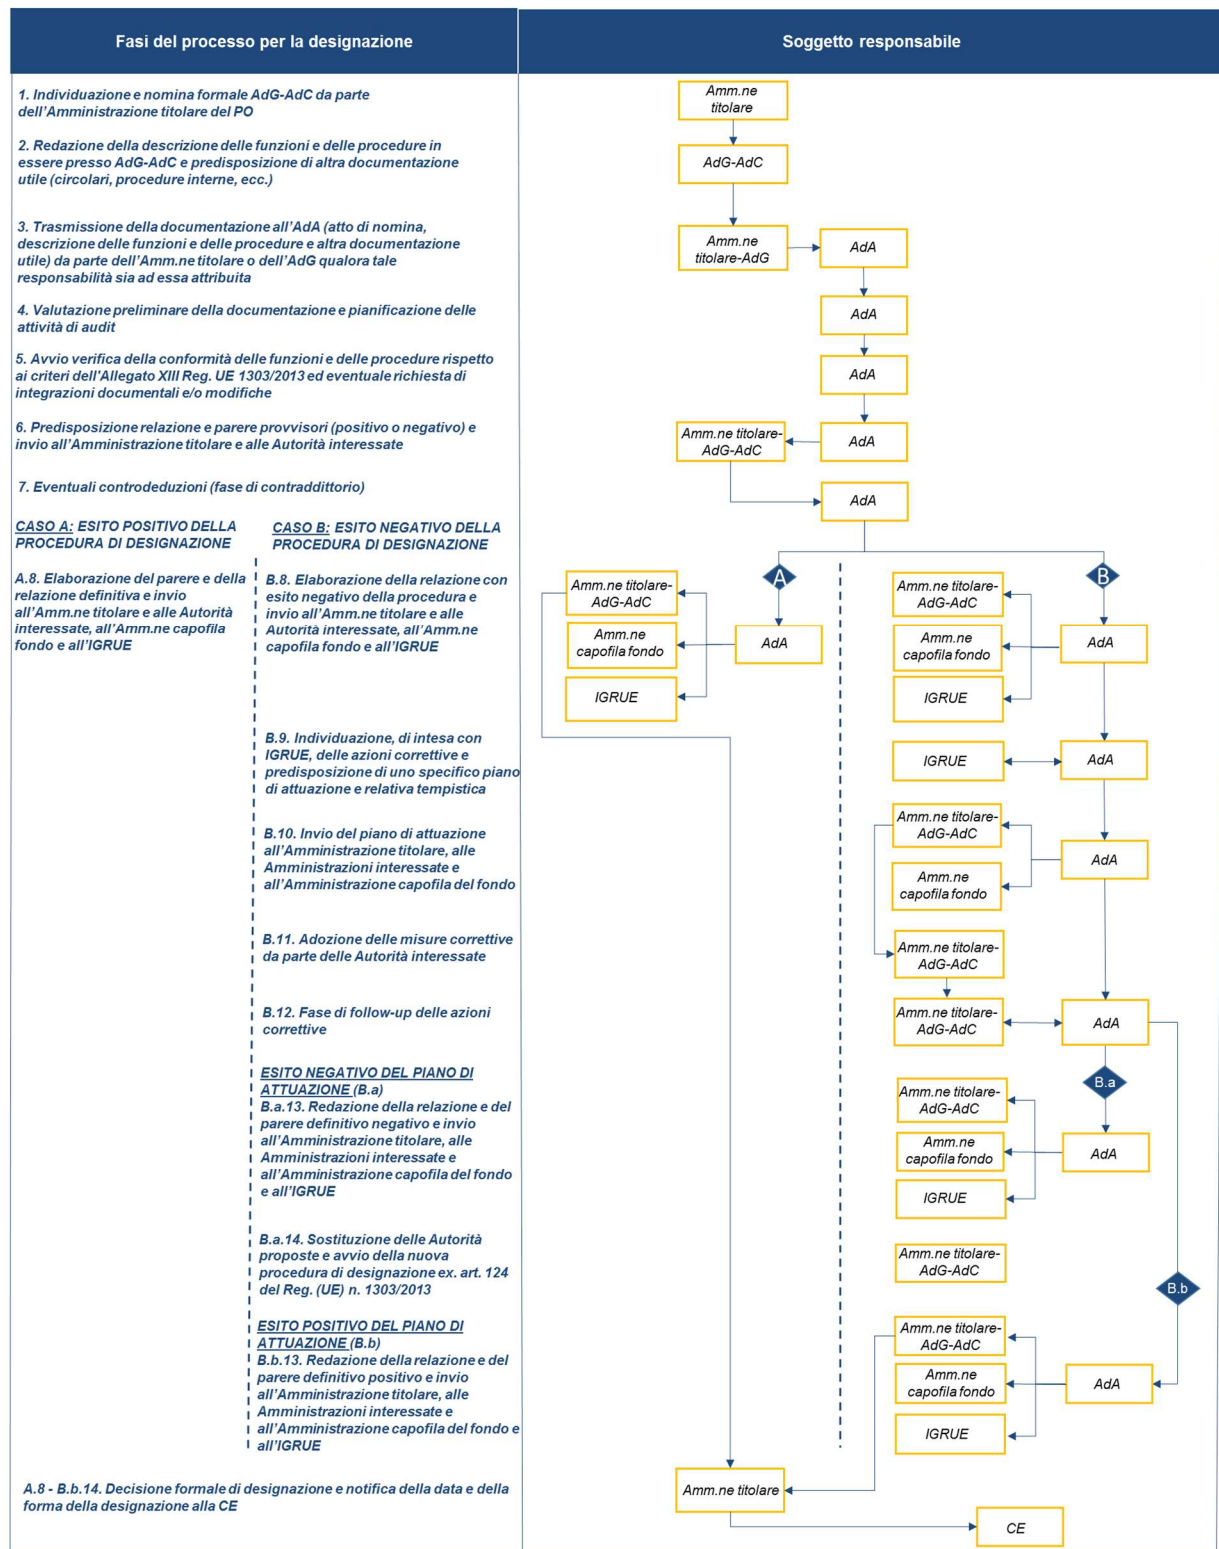 Fasi del processo per la designazione
Soggetto responsabile
1. Individuazione e nomina formale AdG-AdC da parte
dell'Amministrazione titolare del PO
Amm.ne
titolare
2. Redazione della descrizione delle funzioni e delle procedure in
essere presso AdG-AdC e predisposizione di altra documentazione
utile (circolari, procedure interne, ecc.)
AdG-AdC
3. Trasmissione della documentazione all'AdA (atto di nomina,
descrizione delle funzioni e delle procedure e altra documentazione
utile) da parte dell'Amm.ne titolare o dell'AdG qualora tale
responsabilità sia ad essa attribuita
Amm.ne
titolare-AdG
AdA
4. Valutazione preliminare della documentazione e pianificazione delle
attività di audit
AdA
5. Avvio verifica della conformità delle funzioni e delle procedure rispetto
ai criteri dell'Allegato XIII Reg. UE 1303/2013 ed eventuale richiesta di
integrazioni documentali e/o modifiche
AdA
6. Predisposizione relazione e parere provvisori (positivo o negativo) e
invio all'Amministrazione titolare e alle Autorità interessate
Amm.ne titolare-
AdG-AdC
AdA
7. Eventuali controdeduzioni (fase di contraddittorio)
AdA
CASO A: ESITO POSITIVO DELLA
PROCEDURA DI DESIGNAZIONE
CASO B: ESITO NEGATIVO DELLA
PROCEDURA DI DESIGNAZIONE
A.8. Elaborazione del parere e della
relazione definitiva e invio
all'Amm.ne titolare e alle Autorità
interessate, all'Amm.ne capofila
fondo e all'IGRUE
B.8. Elaborazione della relazione con
esito negativo della procedura e
invio all'Amm.ne titolare e alle
Autorità interessate, all'Amm.ne
capofila fondo e all'IGRUE
A
Amm.ne titolare-
AdG-AdC
Amm.ne
capofila fondo
AdA
IGRUE
B
Amm.ne titolare-
AdG-AdC
Amm.ne
capofila fondo
AdA
IGRUE
B.9. Individuazione, di intesa con
IGRUE, delle azioni correttive e
predisposizione di uno specifico piano
di attuazione e relativa tempistica
IGRUE
AdA
B.10. Invio del piano di attuazione
all'Amministrazione titolare, alle
Amministrazioni interessate e
all'Amministrazione capofila del fondo
Amm.ne titolare-
AdG-AdC
AdA
Amm.ne
capofila fondo
B.11. Adozione delle misure correttive
da parte delle Autorità interessate
Amm.ne titolare-
AdG-AdC
B.12. Fase di follow-up delle azioni
correttive
Amm.ne titolare-
AdG-AdC
AdA
ESITO NEGATIVO DEL PIANO DI
ATTUAZIONE (B.a)
B.a.13. Redazione della relazione e del
parere definitivo negativo e invio
all'Amministrazione titolare, alle
Amministrazioni interessate e
all'Amministrazione capofila del fondo
e all'IGRUE
B.a
Amm.ne titolare-
AdG-AdC
Amm.ne
capofila fondo
AdA
IGRUE
B.a.14. Sostituzione delle Autorità
proposte e avvio della nuova
procedura di designazione ex. art. 124
del Reg. (UE) n. 1303/2013
Amm.ne titolare-
AdG-AdC
B.b
ESITO POSITIVO DEL PIANO DI
ATTUAZIONE (B.b)
B.b.13. Redazione della relazione e del
parere definitivo positivo e invio
all'Amministrazione titolare, alle
Amministrazioni interessate e
all'Amministrazione capofila del fondo e
all'IGRUE
Amm.ne titolare-
AdG-AdC
Amm.ne
capofila fondo
AdA
IGRUE
A.8 - B.b.14. Decisione formale di designazione e notifica della data e della
forma della designazione alla CE
Amm.ne titolare
CE